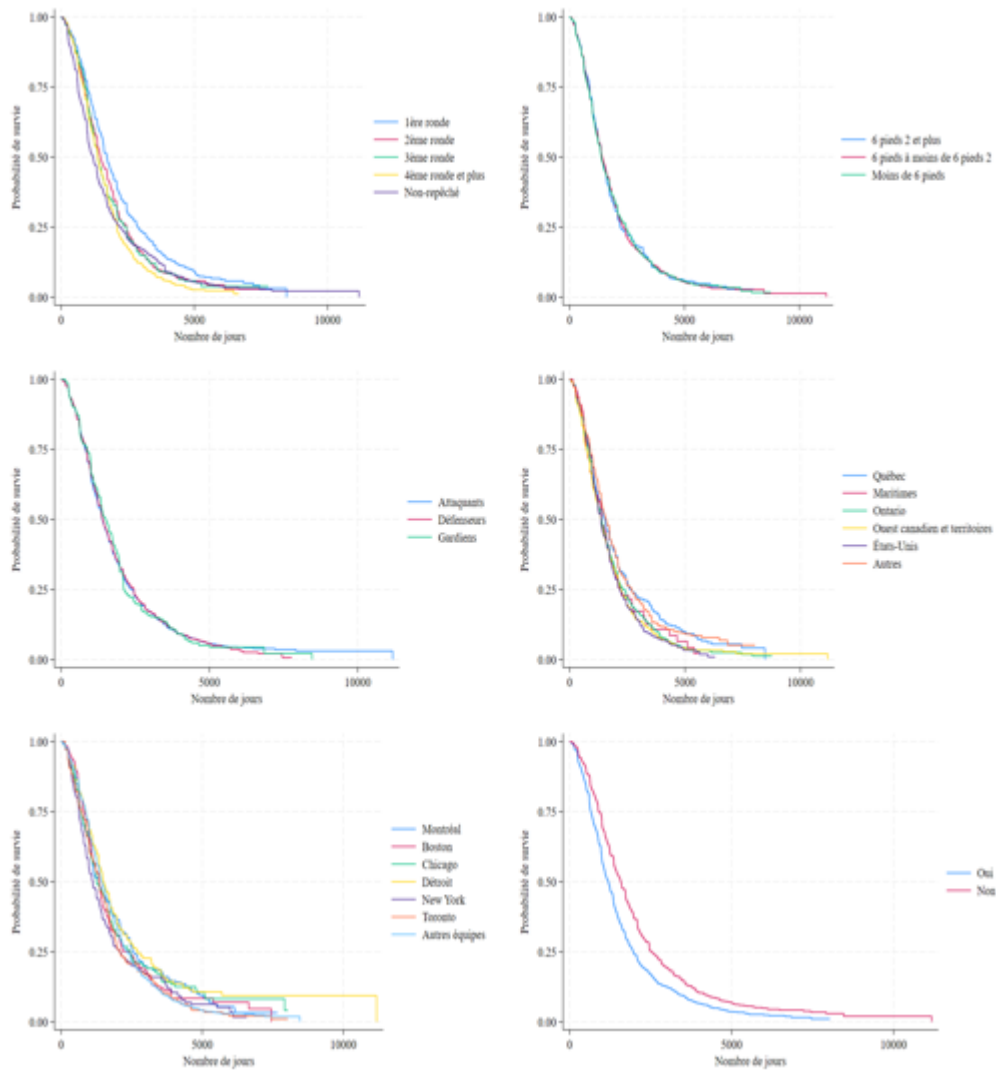 Probabilité de survie
1.00
0.75
0.50
0.25
0.00
0
5000
10000
Nombre de jours
1ère ronde
2ème ronde
3ème ronde
4ème ronde et plus
Non-repêché
Probabilité de survie
1.00
0.75
0.50
0.25
0.00
0
5000
10000
Nombre de jours
6 pieds 2 et plus
6 pieds à moins de 6 pieds 2
Moins de 6 pieds
Probabilité de survie
1.00
0.75
0.50
0.25
0.00
0
5000
10000
Nombre de jours
Attaquants
Défenseurs
Gardiens
Probabilité de survie
1.00
0.75
0.50
0.25
0.00
0
5000
10000
Nombre de jours
Québec
Maritimes
Ontario
Ouest canadien et territoires
États-Unis
Autres
Probabilité de survie
1.00
0.75
0.50
0.25
0.00
0
5000
10000
Nombre de jours
Montréal
Boston
Chicago
Détroit
New York
Toronto
Autres équipes
Probabilité de survie
1.00
0.75
0.50
0.25
0.00
0
5000
10000
Nombre de jours
Oui
Non